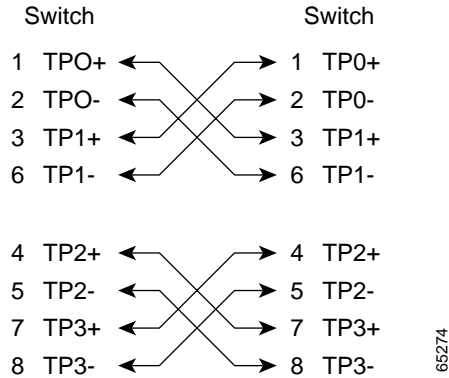 Switch Switch
1 TPO+ 1 TP0+
2 TPO- 2 TP0-
3 TP1+ 3 TP1+
6 TP1- 6 TP1-
4 TP2+ 4 TP2+
5 TP2- 5 TP2-
7 TP3+ 7 TP3+
8 TP3- 8 TP3-
65274